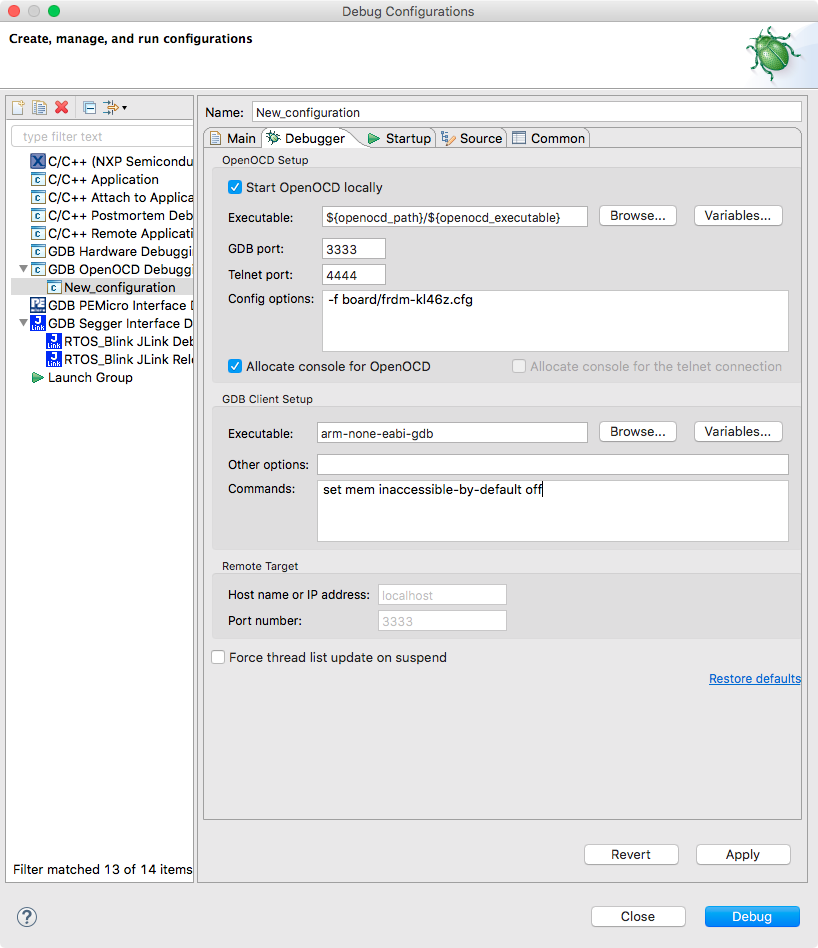 Debug Configurations
Create, manage, and run configurations
type filter text
C/C++ (NXP Semicondu
C/C++ Application
C/C++ Attach to Applica
C/C++ Postmortem Deb
C/C++ Remote Applicati
GDB Hardware Debuggi
GDB OpenOCD Debuggi
New_configuration
GDB PEMicro Interface D
GDB Segger Interface D
RTOS_Blink JLink Deb
RTOS_Blink JLink Rel
Launch Group
Filter matched 13 of 14 items
Name: New_configuration
Main Debugger Startup Source Common
OpenOCD Setup
Start OpenOCD locally
Executable: ${openocd_path}/${openocd_executable} Browse... Variables...
GDB port: 3333
Telnet port: 4444
Config options: -f board/frdm-kl46z.cfg
Allocate console for OpenOCD Allocate console for the telnet connection
GDB Client Setup
Executable: arm-none-eabi-gdb Browse... Variables...
Other options:
Commands: set mem inaccessible-by-default off
Remote Target
Host name or IP address: localhost
Port number: 3333
Force thread list update on suspend
Restore defaults
Revert Apply
? Close Debug